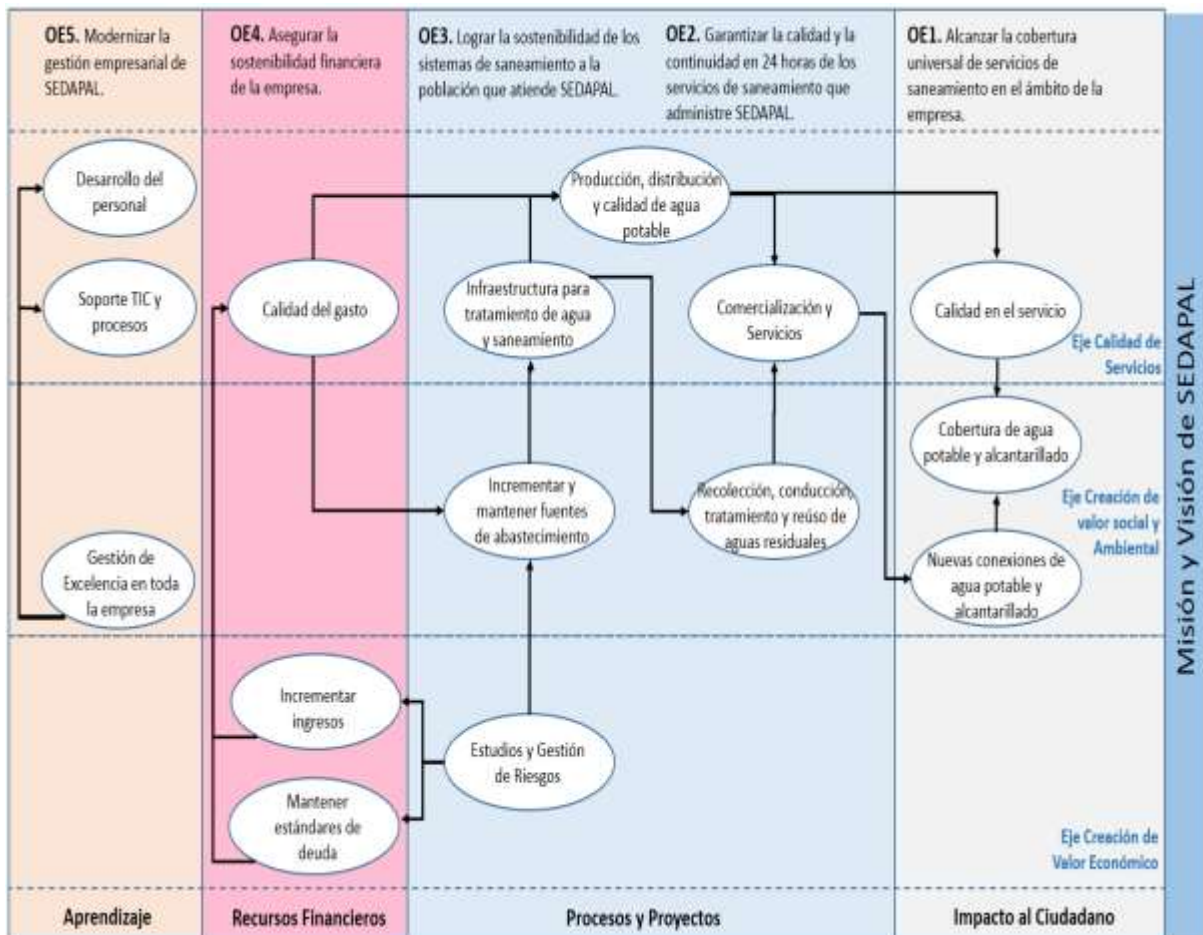 OE5. Modernizar la
gestión empresarial de
SEDAPAL.
OE4. Asegurar la
sostenibilidad financiera
de la empresa.
OE3. Lograr la sostenibilidad de los
sistemas de saneamiento a la
población que atiende SEDAPAL.
OE2. Garantizar la calidad y la
continuidad en 24 horas de los
servicios de saneamiento que
administre SEDAPAL.
OE1. Alcanzar la cobertura
universal de servicios de
saneamiento en el ámbito de la
empresa.
Desarrollo del
personal
Producción, distribución
y calidad de agua
potable
Soporte TIC y
procesos
Calidad del gasto
Infraestructura para
tratamiento de agua
y saneamiento
Comercialización y
Servicios
Calidad en el servicio
Eje Calidad de
Servicios
Cobertura de agua
potable y alcantarillado
Incrementar y
mantener fuentes
de abastecimiento
Recolección, conducción,
tratamiento y reúso de
aguas residuales
Eje Creación de
valor social y
Ambiental
Gestión de
Excelencia en toda
la empresa
Nuevas conexiones de
agua potable y
alcantarillado
Incrementar
ingresos
Estudios y Gestión
de Riesgos
Mantener
estándares de
deuda
Eje Creación de
Valor Económico
Aprendizaje
Recursos Financieros
Procesos y Proyectos
Impacto al Ciudadano
Misión y Visión de SEDAPAL